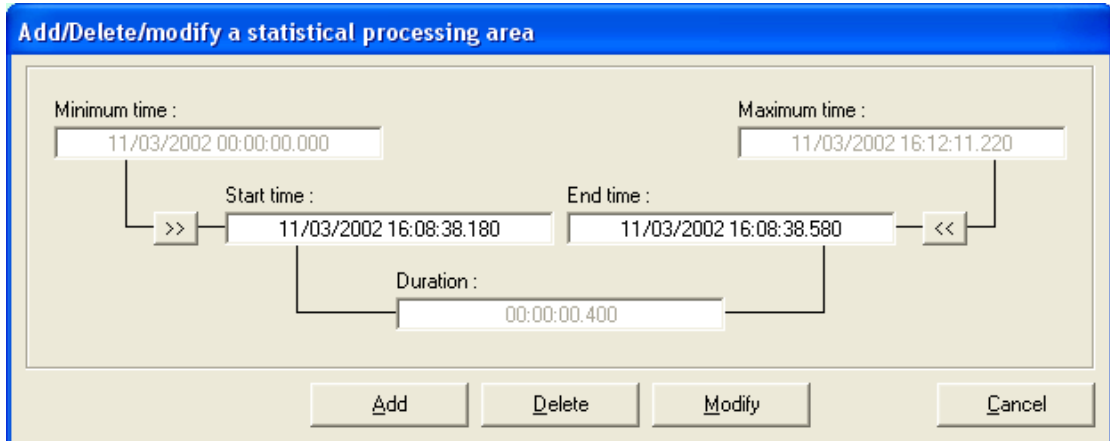 Add/Delete/modify a statistical processing area
Minimum time :
Maximum time :
11/03/2002 00:00:00.000
11/03/2002 16:12:11.220
Start time :
End time :
>>
11/03/2002 16:08:38.180
11/03/2002 16:08:38.580
<<
Duration :
00:00:00.400
Add
Delete
Modify
Cancel